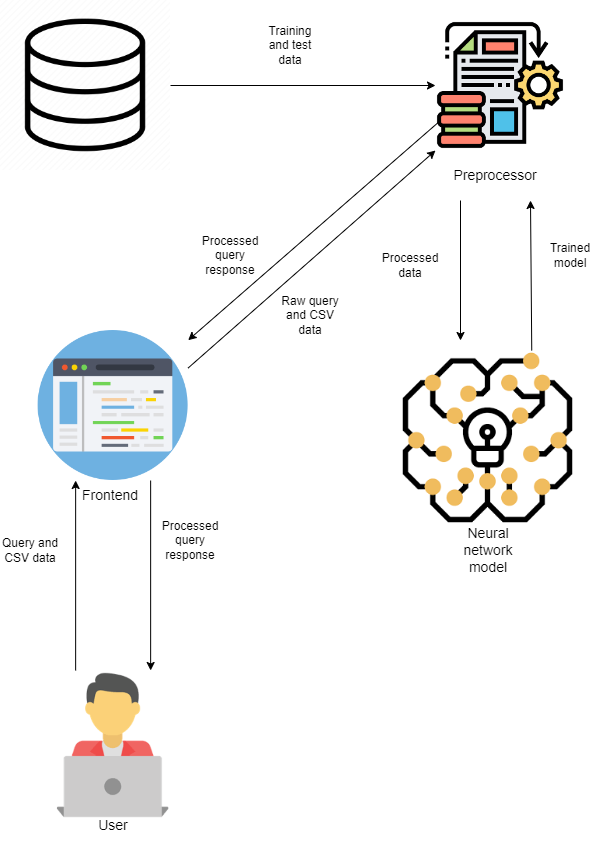 Training
and test
data
Preprocessor
Processed
query
response
Processed
data
Trained
model
Raw query
and CSV
data
Frontend
Query and
CSV data
Processed
query
response
Neural
network
model
User